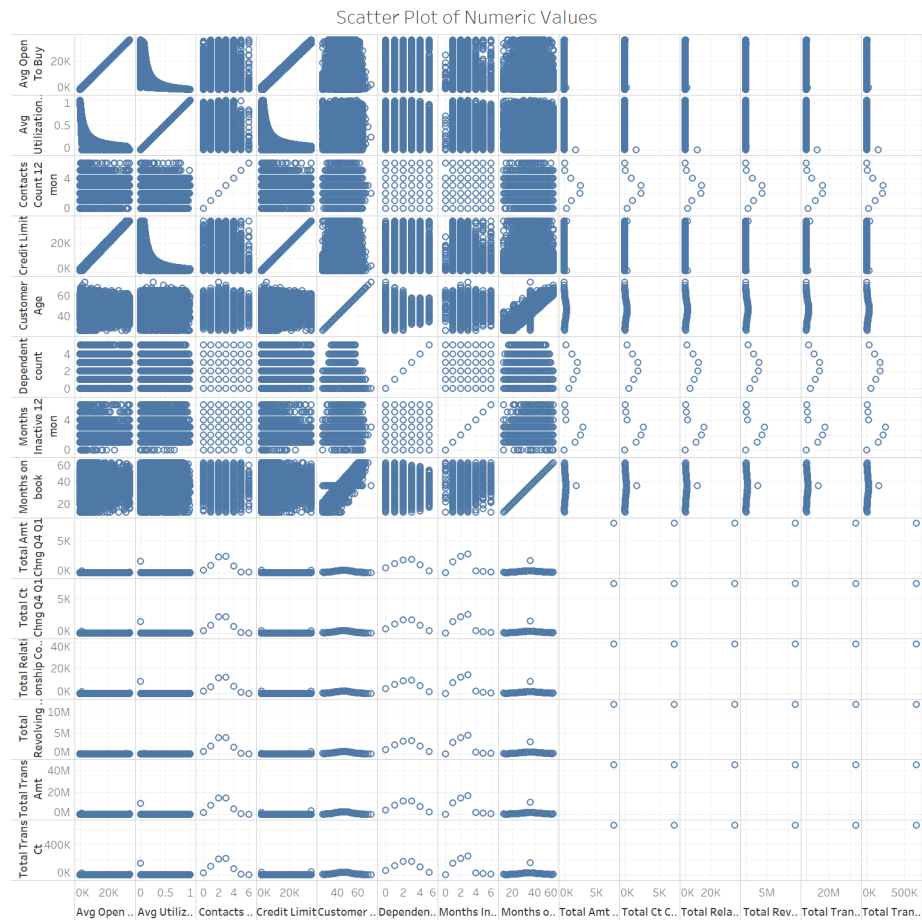 Scatter Plot of Numeric Values
Avg Open
To Buy
20K
0K
Avg
Utilization..
1
0.5
0
Contacts
Count 12
mon
4
0
Credit Limit
20K
0K
Customer
Age
60
40
Dependent
count
4
2
0
Months
Inactive 12
mon
4
0
Months on
book
60
40
20
Total Amt
Chng Q4 Q1
5K
0K
Total Ct
Chng Q4 Q1
5K
0K
Total Relati
onship Co..
40K
20K
0K
Total
Revolving ..
10M
5M
0M
Total Trans
Amt
40M
20M
0M
Total Trans
Ct
400K
0K
0K 20K 0 0.5 1 0 2 4 6 0K 20K 40 60 0 2 4 6 0 2 4 6 20 40 60 0K 5K 0K 5K 0K 20K 5M 20M 0K 500K
Avg Open .. Avg Utiliz.. Contacts .. Credit Limit Customer .. Dependen.. Months In.. Months o.. Total Amt .. Total Ct C.. Total Rela.. Total Rev.. Total Tran.. Total Tran..